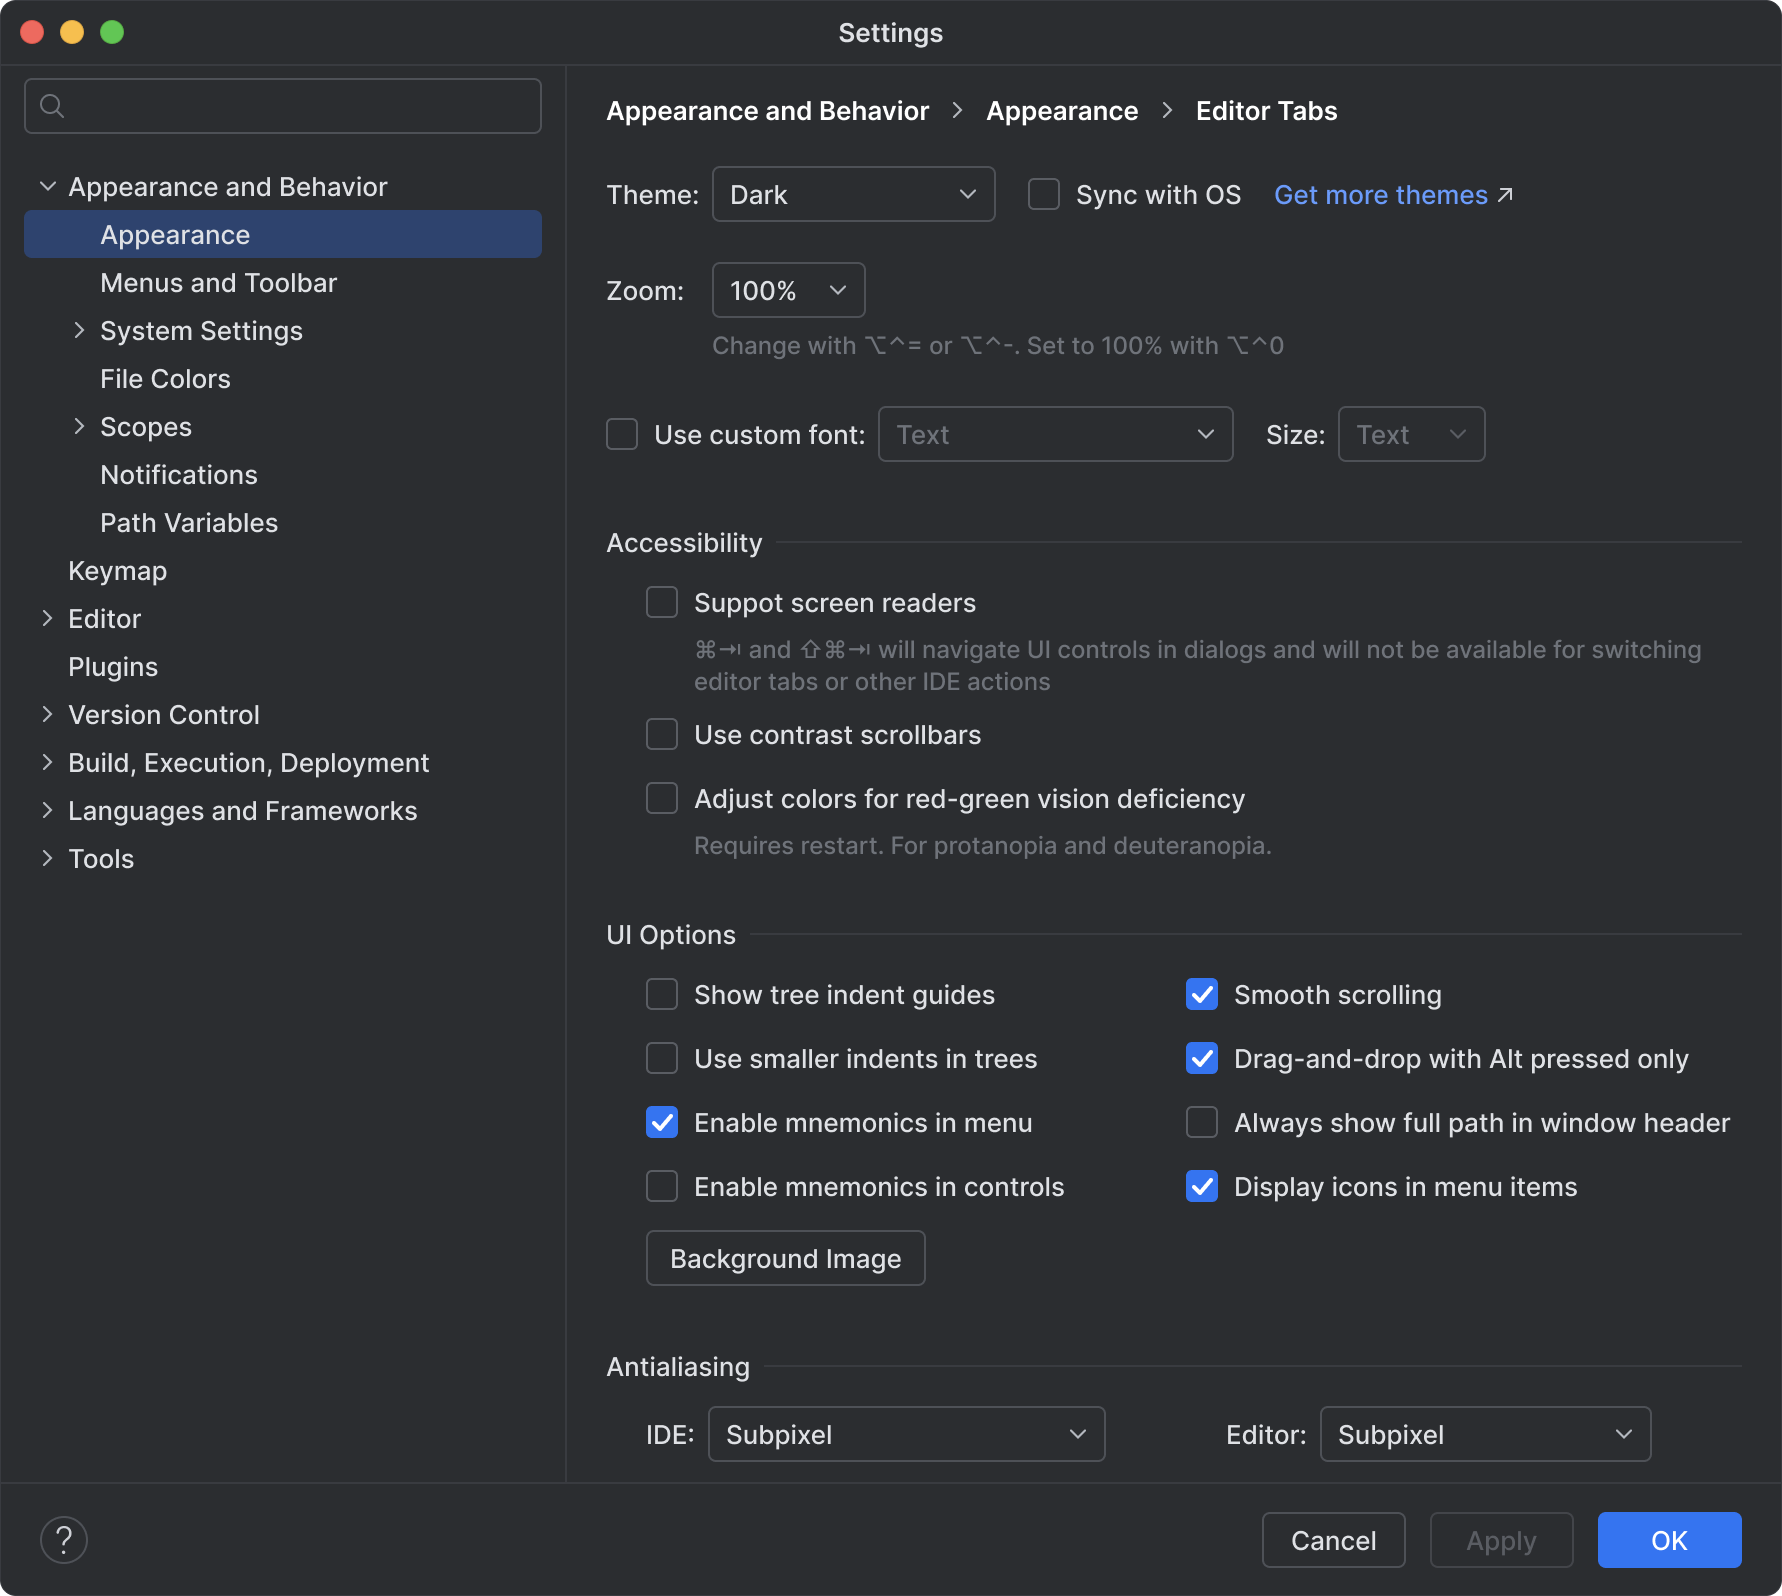 Settings
Appearance and Behavior
Appearance
Menus and Toolbar
System Settings
File Colors
Scopes
Notifications
Path Variables
Keymap
Editor
Plugins
Version Control
Build, Execution, Deployment
Languages and Frameworks
Tools
Appearance and Behavior > Appearance > Editor Tabs
Theme: Dark Sync with OS Get more themes ↗
Zoom: 100%
Change with ⌥^= or ⌥^-. Set to 100% with ⌥^0
Use custom font: Text Size: Text
Accessibility
Suppot screen readers
⌘⇥ and ⇧⌘⇥ will navigate UI controls in dialogs and will not be available for switching
editor tabs or other IDE actions
Use contrast scrollbars
Adjust colors for red-green vision deficiency
Requires restart. For protanopia and deuteranopia.
UI Options
Show tree indent guides Smooth scrolling
Use smaller indents in trees Drag-and-drop with Alt pressed only
Enable mnemonics in menu Always show full path in window header
Enable mnemonics in controls Display icons in menu items
Background Image
Antialiasing
IDE: Subpixel Editor: Subpixel
? Cancel Apply OK